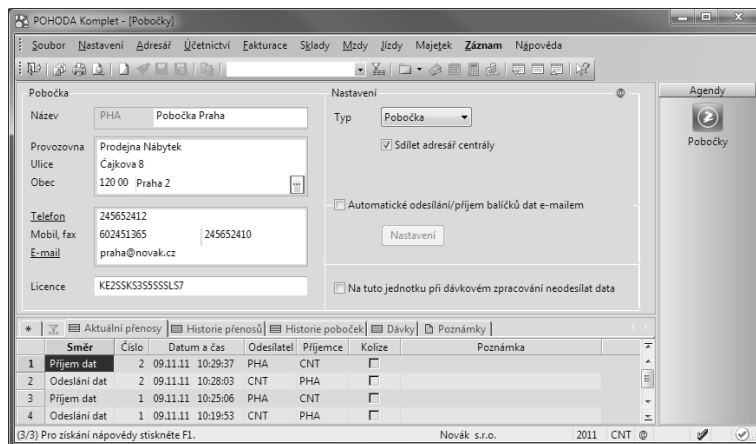 POHODA Komplet - [Pobočky]
Soubor Nastavení Adresář Účetnictví Fakturace Sklady Mzdy Jízdy Majetek Záznam Nápověda
Pobočka
Nastavení @
Agendy
Název PHA Pobočka Praha
Typ Pobočka
Sdílet adresář centrály
Pobočky
Provozovna Prodejna Nábytek
Ulice Čajkova 8
Obec 120 00 Praha 2
Automatické odesílání/příjem balíčků dat e-mailem
Nastavení
Telefon 245652412
Mobil, fax 602451365 245652410
E-mail praha@novak.cz
Licence KE2SSKS3S5SSSLS7
Na tuto jednotku při dávkovém zpracování neodesílat data
* Aktuální přenosy Historie přenosů Historie poboček Dávky Poznámky
Směr Číslo Datum a čas Odesílatel Příjemce Kolize Poznámka
1 Příjem dat 2 09.11.11 10:29:37 PHA CNT
2 Odeslání dat 2 09.11.11 10:28:03 CNT PHA
3 Příjem dat 1 09.11.11 10:25:06 PHA CNT
4 Odeslání dat 1 09.11.11 10:19:53 CNT PHA
(3/3) Pro získání nápovědy stiskněte F1. Novák s.r.o. 2011 CNT @